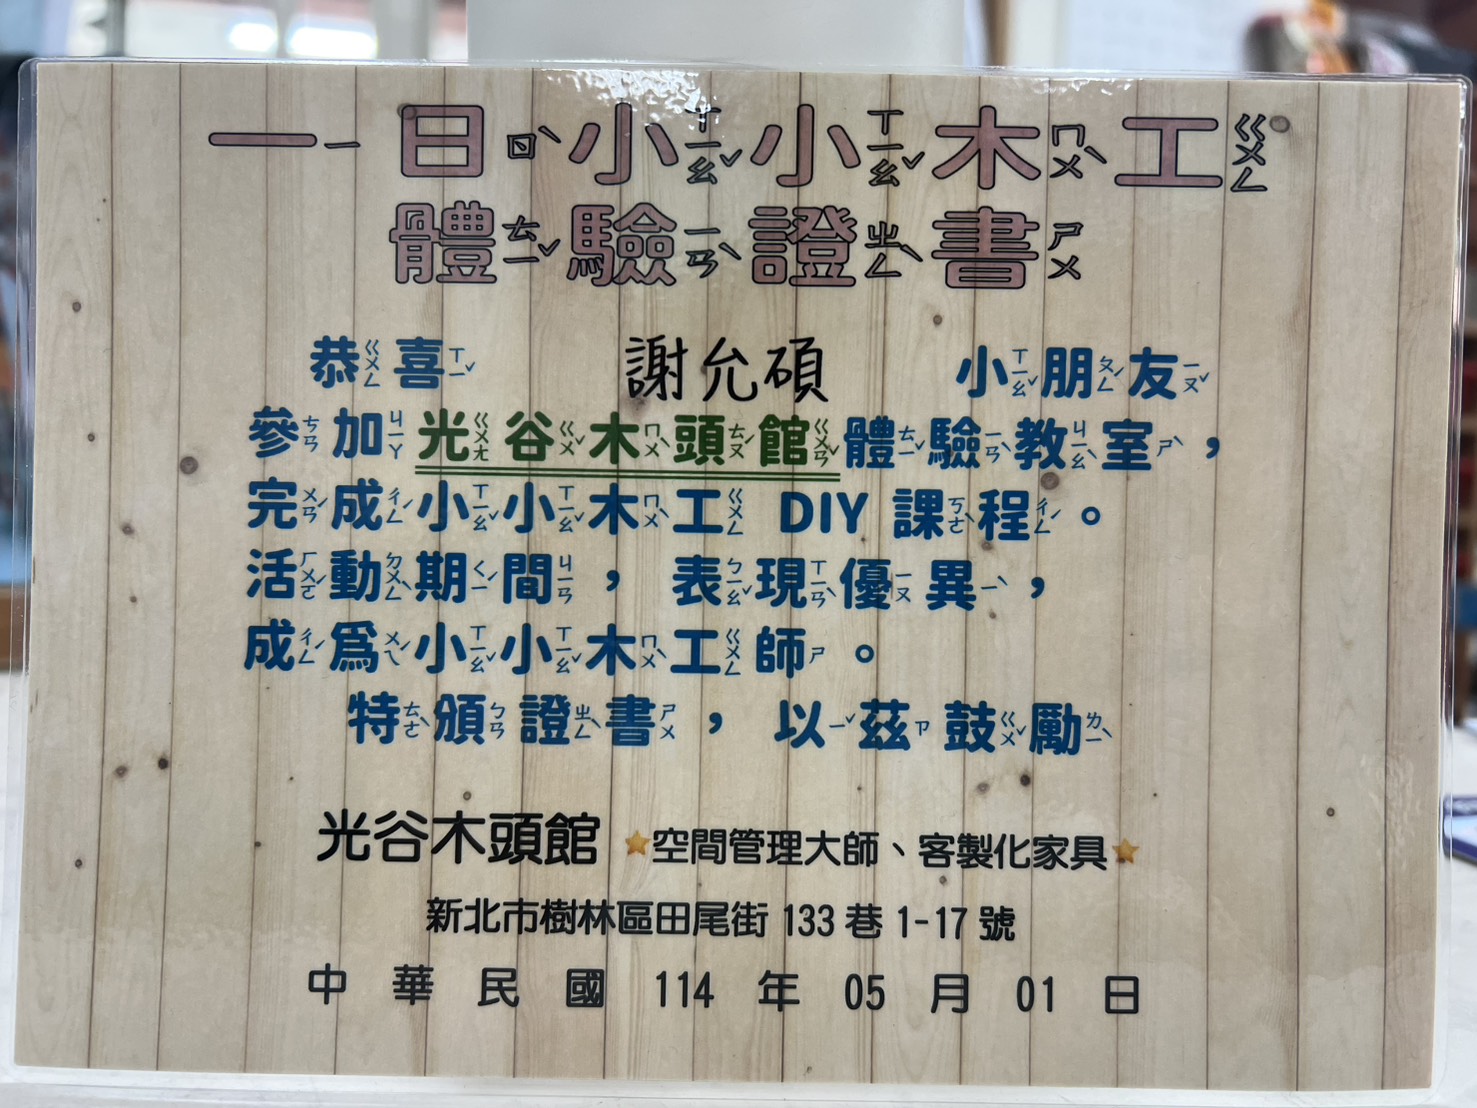 一日小小木工
體驗證書
恭喜 謝允碩 小朋友
參加光谷木頭館體驗教室，
完成小小木工 DIY 課程。
活動期間，表現優異，
成為小小木工師。
特頒證書，以茲鼓勵
光谷木頭館 ⭐空間管理大師、客製化家具⭐
新北市樹林區田尾街 133 巷 1-17 號
中 華 民 國 114 年 05 月 01 日